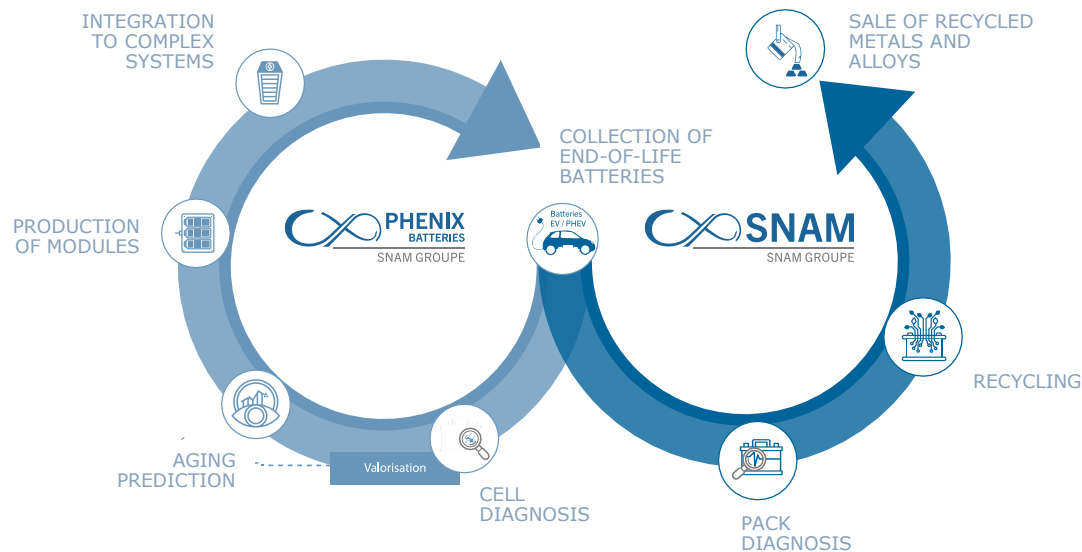 INTEGRATION
TO COMPLEX
SYSTEMS
SALE OF RECYCLED
METALS AND
ALLOYS
COLLECTION OF
END-OF-LIFE
BATTERIES
PRODUCTION
OF MODULES
PHENIX
BATTERIES
SNAM GROUPE
Batteries
EV / PHEV
SNAM
SNAM GROUPE
RECYCLING
AGING
PREDICTION
Valorisation
CELL
DIAGNOSIS
PACK
DIAGNOSIS